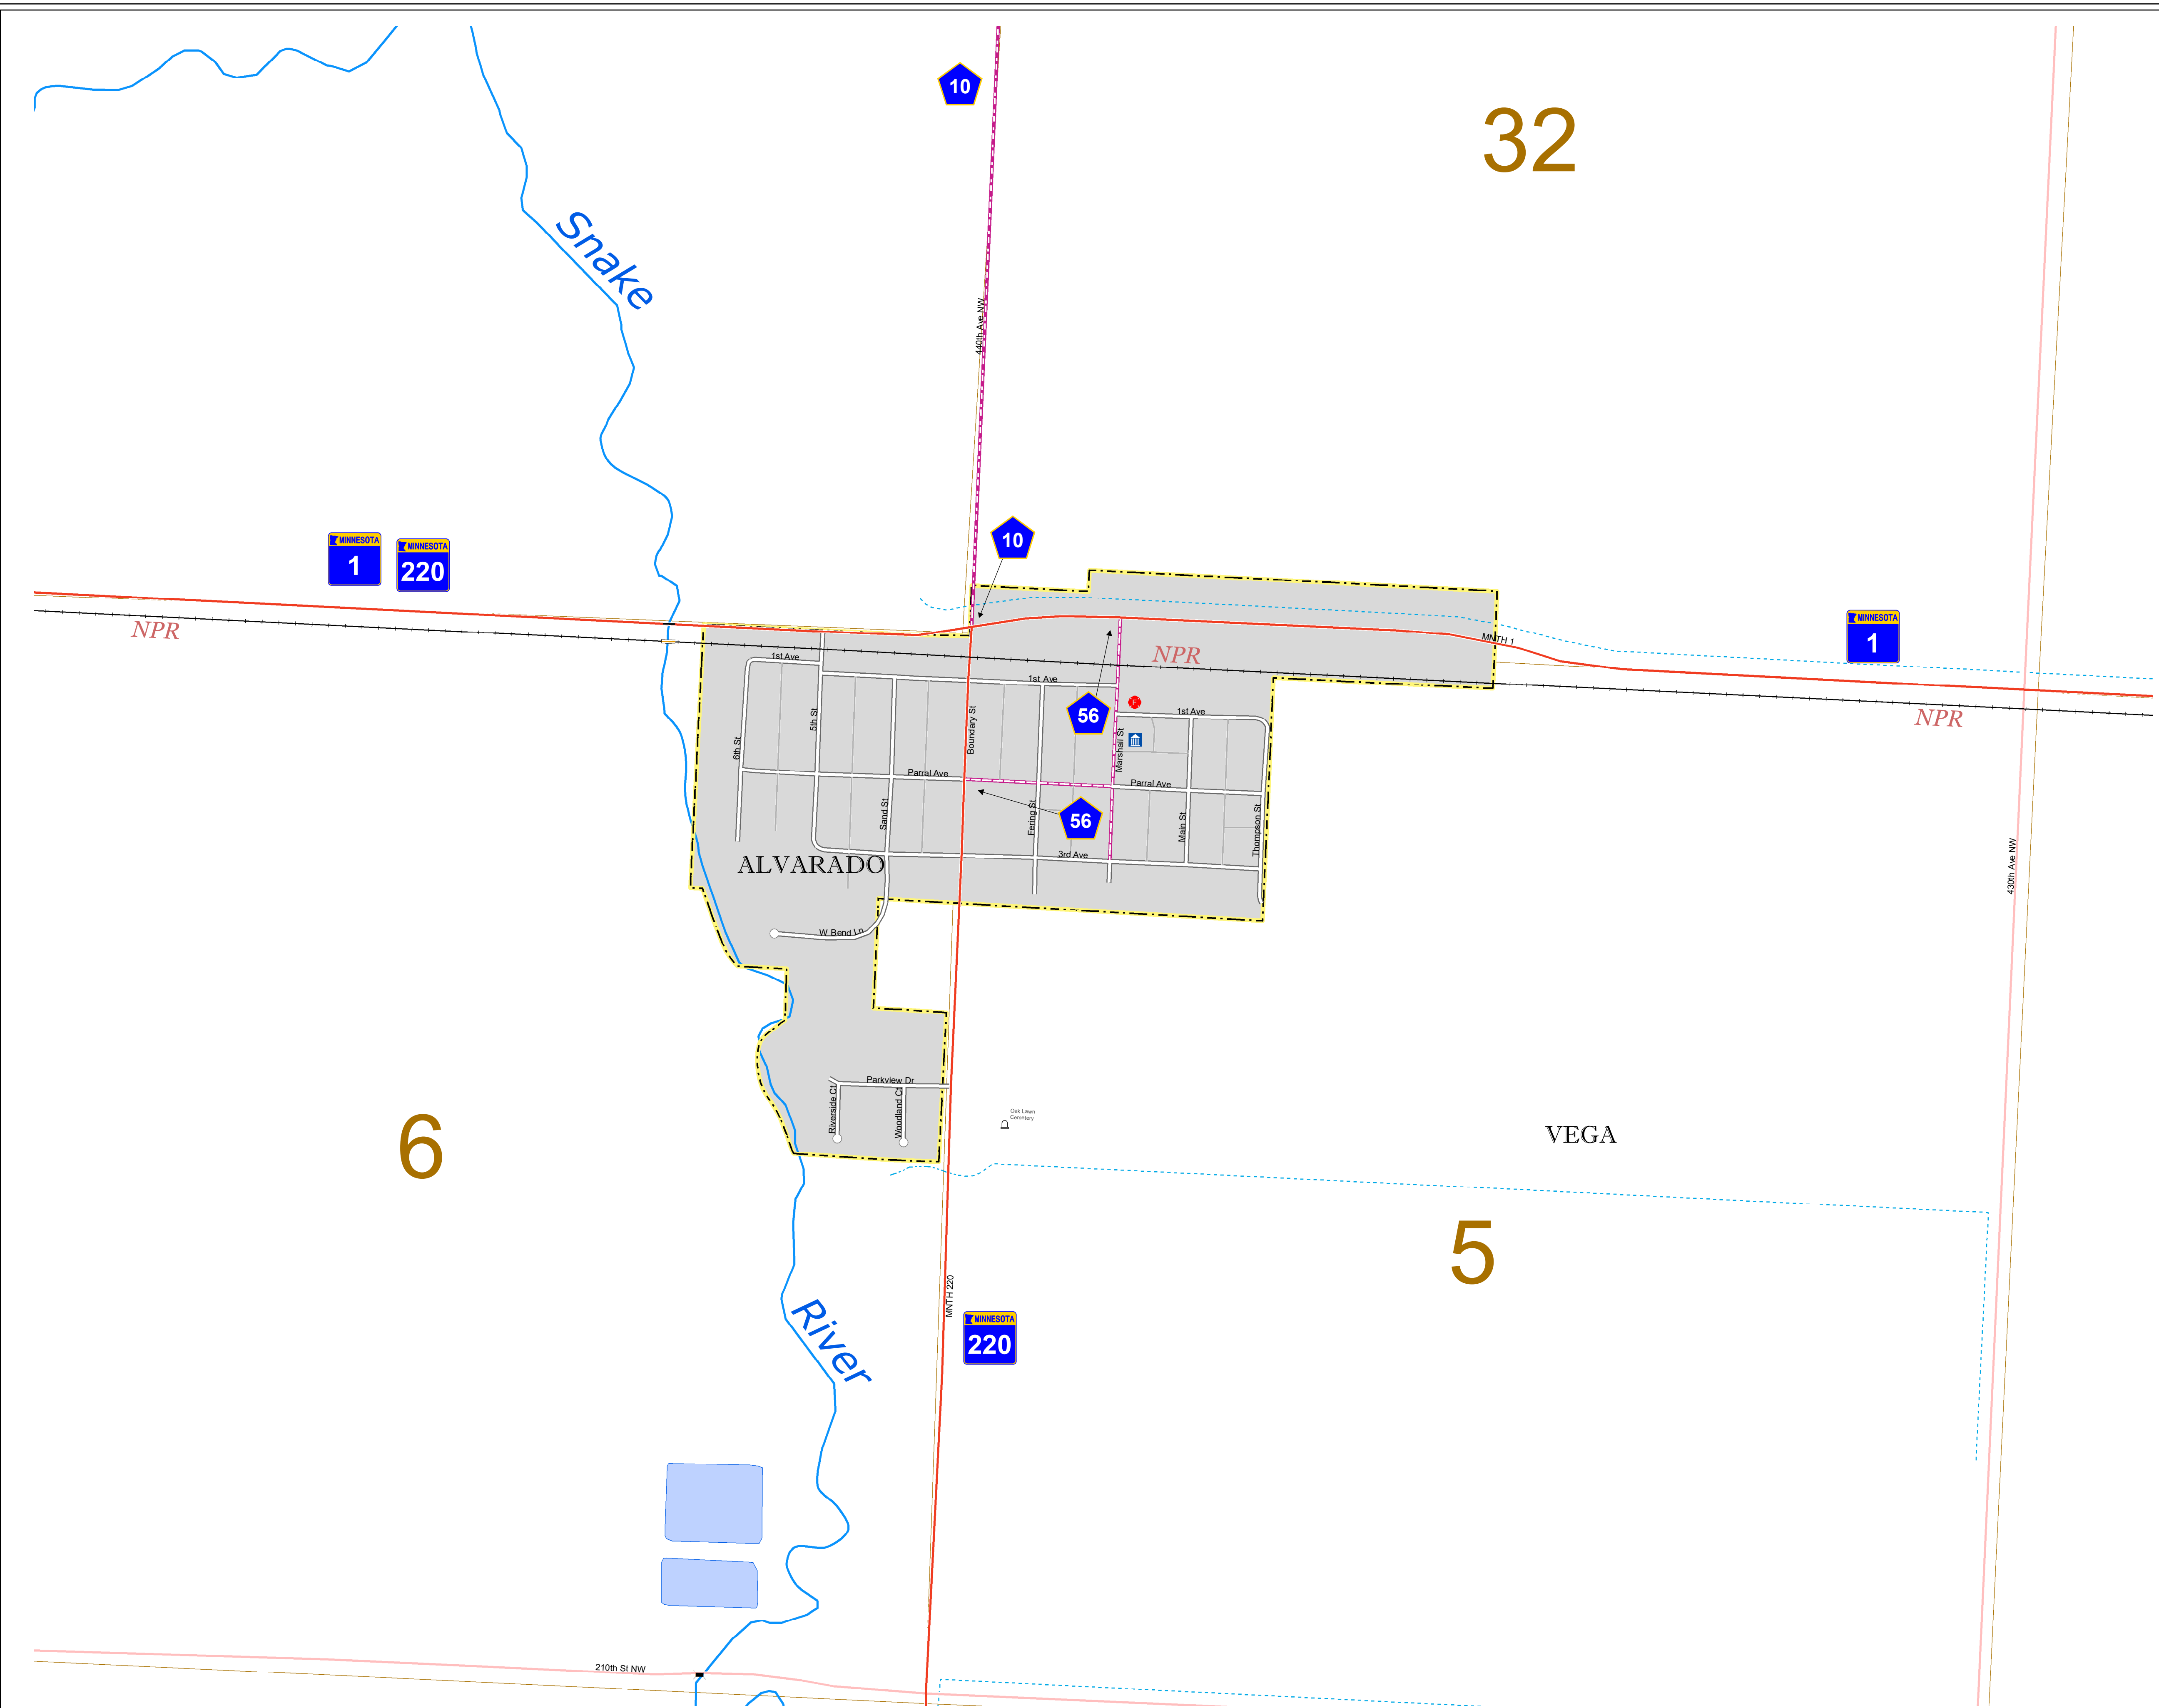 10
32
Snake
440th Ave NW
10
MINNESOTA
1
MINNESOTA
220
NPR
MNTH 1
MINNESOTA
1
NPR
NPR
1st Ave
1st Ave
1st Ave
56
6th St
5th St
Boundary St
Marshall St
F
Parral Ave
Parral Ave
56
Sand St
Fering St
Main St
Thompson St
3rd Ave
ALVARADO
430th Ave NW
W Bend Ln
Parkview Dr
Riverside Ct
Woodland Ct
Oak Lawn
Cemetery
6
VEGA
5
MNTH 220
MINNESOTA
220
River
210th St NW